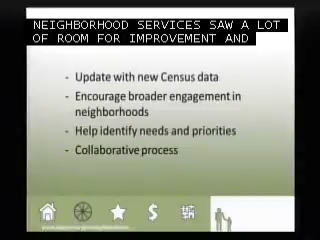 NEIGHBORHOOD SERVICES SAW A LOT
OF ROOM FOR IMPROVEMENT AND
- Update with new Census data
- Encourage broader engagement in
neighborhoods
- Help identify needs and priorities
- Collaborative process
$